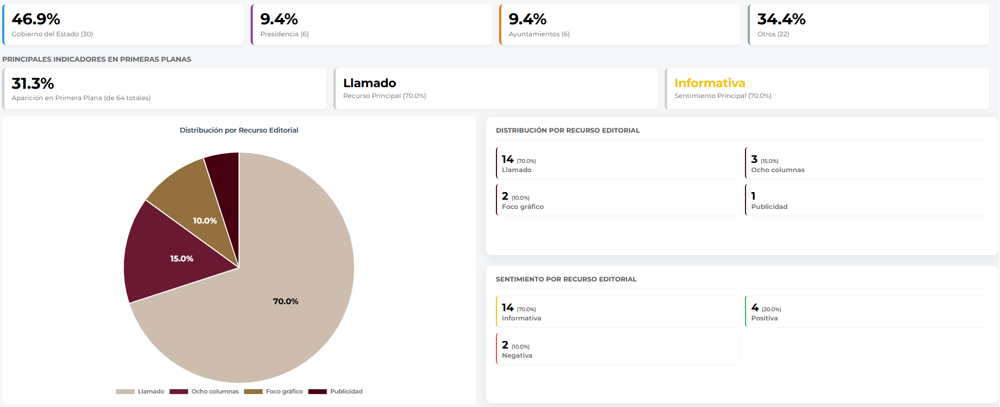 46.9%
Gobierno del Estado (30)
9.4%
Presidencia (6)
9.4%
Ayuntamientos (6)
34.4%
Otros (22)
PRINCIPALES INDICADORES EN PRIMERAS PLANAS
31.3%
Aparición en Primera Plana (de 64 totales)
Llamado
Recurso Principal (70.0%)
Informativa
Sentimiento Principal (70.0%)
Distribución por Recurso Editorial
10.0%
15.0%
70.0%
Llamado
Ocho columnas
Foco gráfico
Publicidad
DISTRIBUCIÓN POR RECURSO EDITORIAL
14 (70.0%)
Llamado
3 (15.0%)
Ocho columnas
2 (10.0%)
Foco gráfico
1
Publicidad
SENTIMIENTO POR RECURSO EDITORIAL
14 (70.0%)
Informativa
4 (20.0%)
Positiva
2 (10.0%)
Negativa